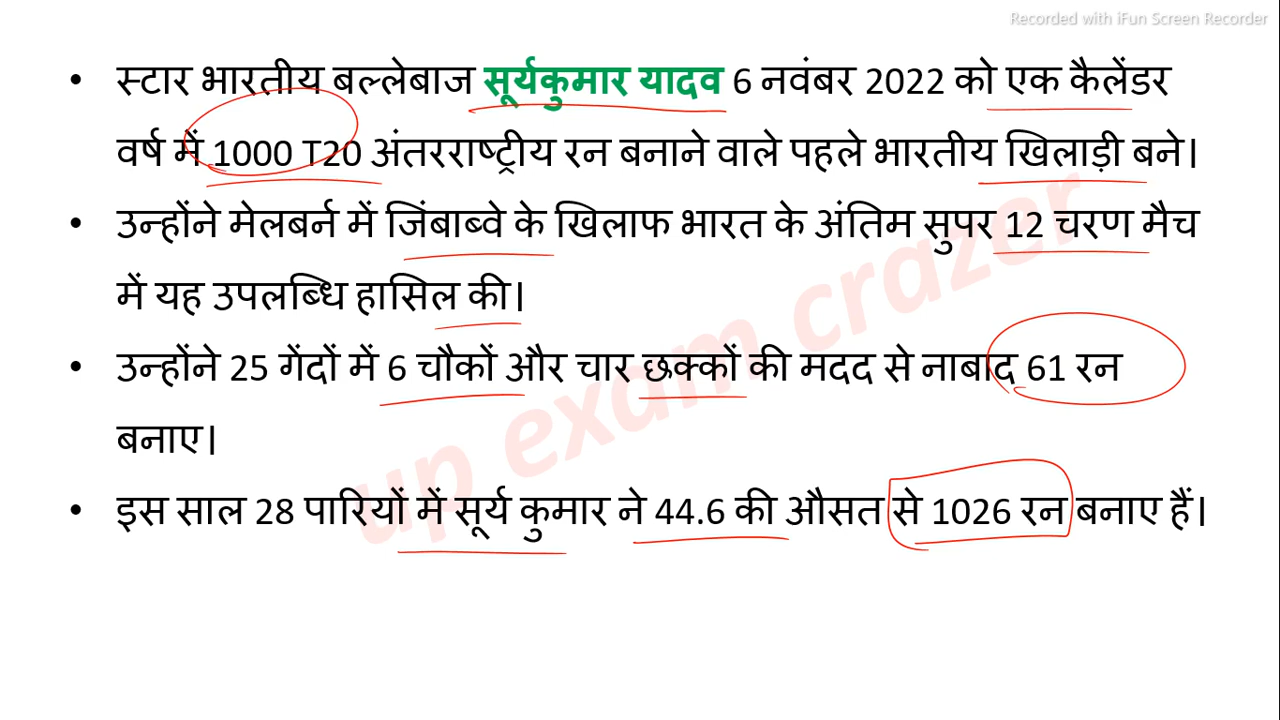 Recorded with iFun Screen Recorder
• स्टार भारतीय बल्लेबाज सूर्यकुमार यादव 6 नवंबर 2022 को एक कैलेंडर
वर्ष में 1000 T20 अंतरराष्ट्रीय रन बनाने वाले पहले भारतीय खिलाड़ी बने।
• उन्होंने मेलबर्न में जिंबाब्वे के खिलाफ भारत के अंतिम सुपर 12 चरण मैच
में यह उपलब्धि हासिल की।
• उन्होंने 25 गेंदों में 6 चौकों और चार छक्कों की मदद से नाबाद 61 रन
बनाए।
• इस साल 28 पारियों में सूर्य कुमार ने 44.6 की औसत से 1026 रन बनाए हैं।
up exam crazer